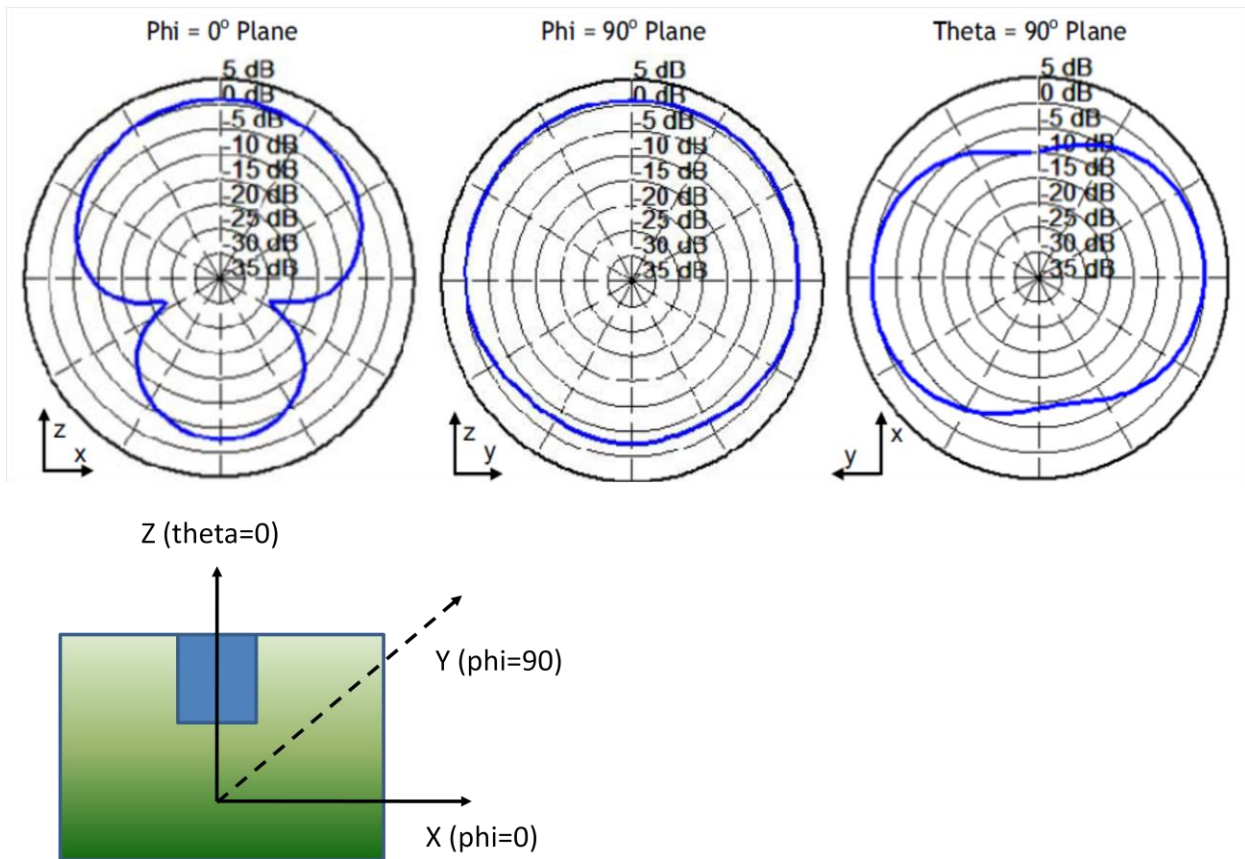 Phi = 0° Plane
5 dB
0 dB
-5 dB
-10 dB
-15 dB
-20 dB
-25 dB
-30 dB
-35 dB
z
x
Phi = 90° Plane
5 dB
0 dB
-5 dB
-10 dB
-15 dB
-20 dB
-25 dB
-30 dB
-35 dB
z
y
Theta = 90° Plane
5 dB
0 dB
-5 dB
-10 dB
-15 dB
-20 dB
-25 dB
-30 dB
-35 dB
x
y
Z (theta=0)
Y (phi=90)
X (phi=0)